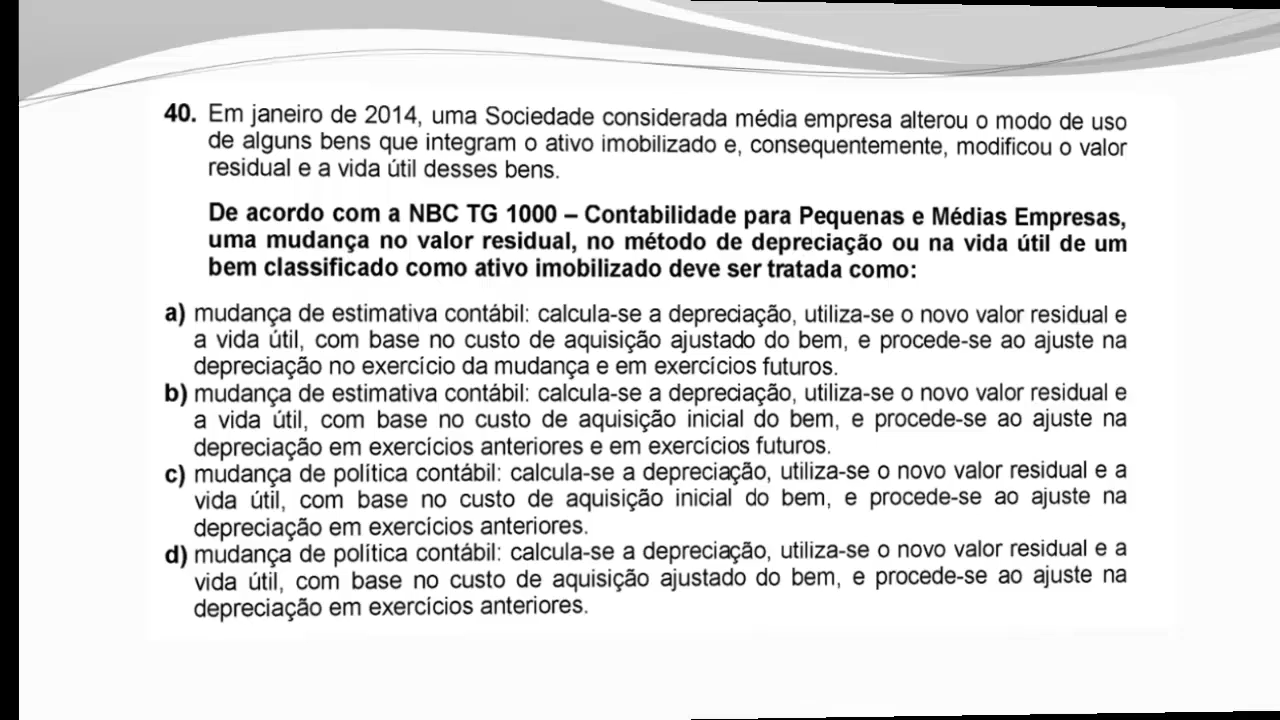 40. Em janeiro de 2014, uma Sociedade considerada média empresa alterou o modo de uso
de alguns bens que integram o ativo imobilizado e, consequentemente, modificou o valor
residual e a vida útil desses bens.
De acordo com a NBC TG 1000 – Contabilidade para Pequenas e Médias Empresas,
uma mudança no valor residual, no método de depreciação ou na vida útil de um
bem classificado como ativo imobilizado deve ser tratada como:
a) mudança de estimativa contábil: calcula-se a depreciação, utiliza-se o novo valor residual e
a vida útil, com base no custo de aquisição ajustado do bem, e procede-se ao ajuste na
depreciação no exercício da mudança e em exercícios futuros.
b) mudança de estimativa contábil: calcula-se a depreciação, utiliza-se o novo valor residual e
a vida útil, com base no custo de aquisição inicial do bem, e procede-se ao ajuste na
depreciação em exercícios anteriores e em exercícios futuros.
c) mudança de política contábil: calcula-se a depreciação, utiliza-se o novo valor residual e a
vida útil, com base no custo de aquisição inicial do bem, e procede-se ao ajuste na
depreciação em exercícios anteriores.
d) mudança de política contábil: calcula-se a depreciação, utiliza-se o novo valor residual e a
vida útil, com base no custo de aquisição ajustado do bem, e procede-se ao ajuste na
depreciação em exercícios anteriores.